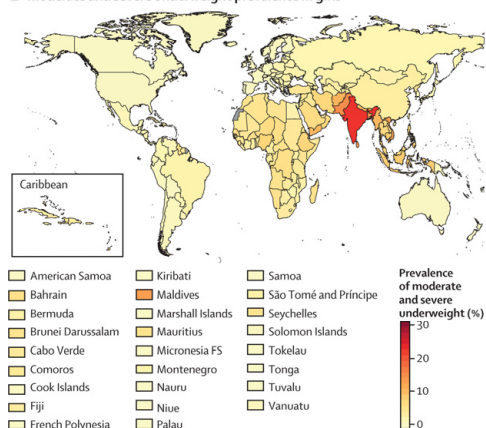 Caribbean
American Samoa
Bahrain
Bermuda
Brunei Darussalam
Cabo Verde
Comoros
Cook Islands
Fiji
French Polynesia
Kiribati
Maldives
Marshall Islands
Mauritius
Micronesia FS
Montenegro
Nauru
Niue
Palau
Samoa
São Tomé and Príncipe
Seychelles
Solomon Islands
Tokelau
Tonga
Tuvalu
Vanuatu
Prevalence
of moderate
and severe
underweight (%)
30
20
10
0